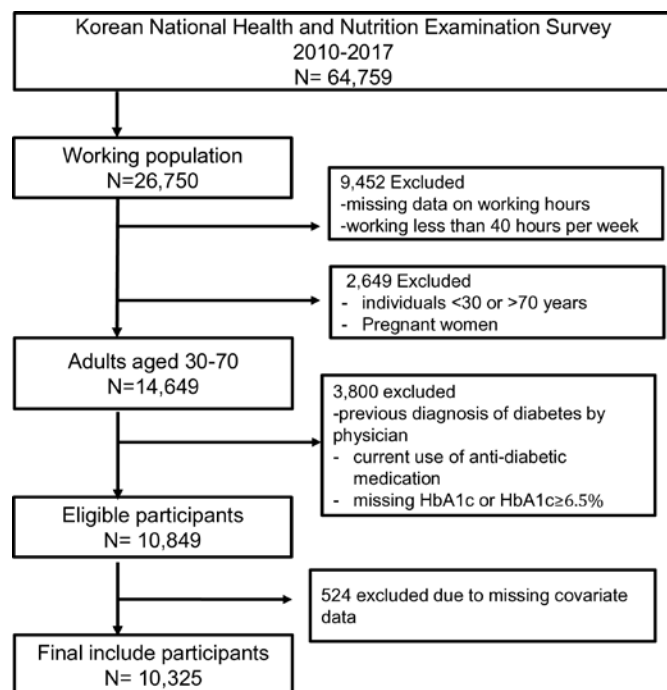 Korean National Health and Nutrition Examination Survey
2010-2017
N= 64,759
Working population
N=26,750
9,452 Excluded
-missing data on working hours
-working less than 40 hours per week
2,649 Excluded
- individuals <30 or >70 years
- Pregnant women
Adults aged 30-70
N=14,649
3,800 excluded
-previous diagnosis of diabetes by
physician
- current use of anti-diabetic
medication
- missing HbA1c or HbA1c≥6.5%
Eligible participants
N= 10,849
524 excluded due to missing covariate
data
Final include participants
N= 10,325